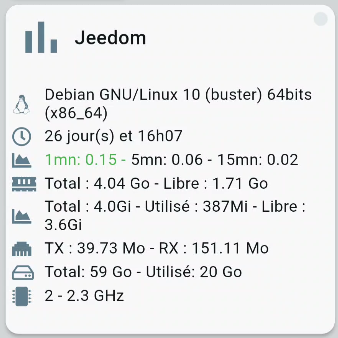 Jeedom
Debian GNU/Linux 10 (buster) 64bits
(x86_64)
26 jour(s) et 16h07
1mn: 0.15 - 5mn: 0.06 - 15mn: 0.02
Total : 4.04 Go - Libre : 1.71 Go
Total : 4.0Gi - Utilisé : 387Mi - Libre :
3.6Gi
TX : 39.73 Mo - RX : 151.11 Mo
Total: 59 Go - Utilisé: 20 Go
2 - 2.3 GHz